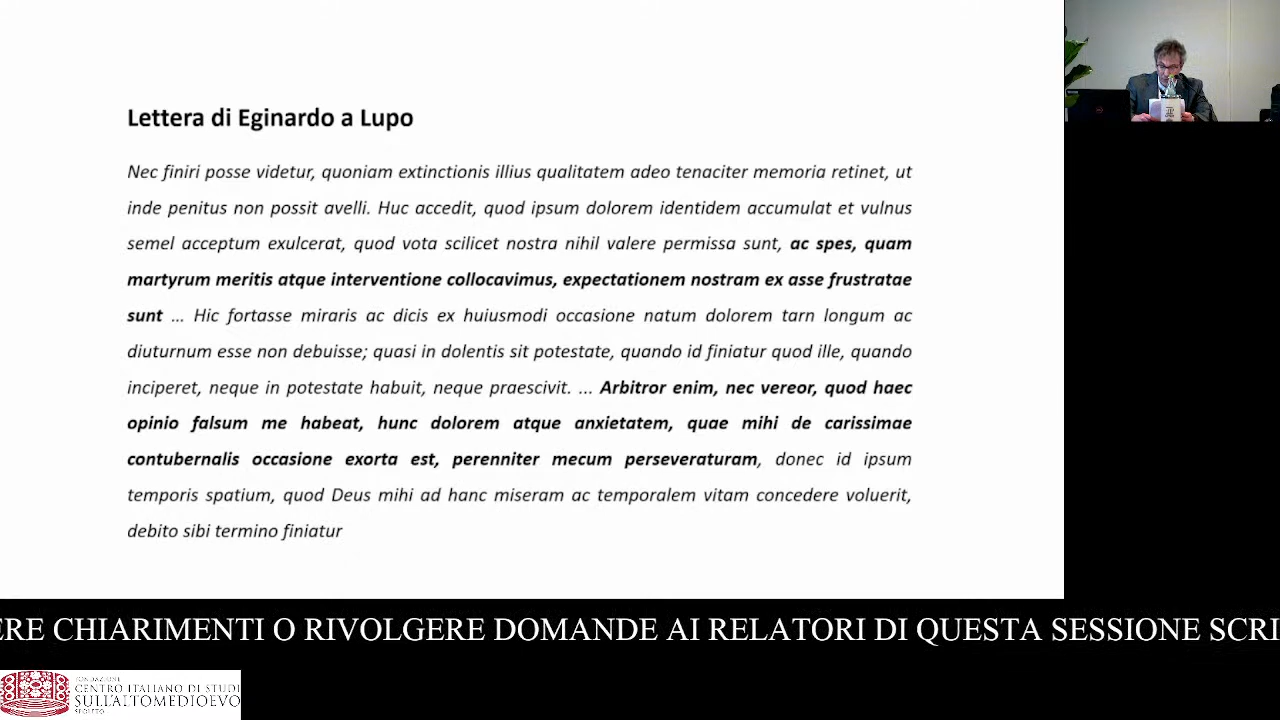 Lettera di Eginardo a Lupo
Nec finiri posse videtur, quoniam extinctionis illius qualitatem adeo tenaciter memoria retinet, ut
inde penitus non possit avelli. Huc accedit, quod ipsum dolorem identidem accumulat et vulnus
semel acceptum exulcerat, quod vota scilicet nostra nihil valere permissa sunt, ac spes, quam
martyrum meritis atque interventione collocavimus, expectationem nostram ex asse frustratae
sunt ... Hic fortasse miraris ac dicis ex huiusmodi occasione natum dolorem tarn longum ac
diuturnum esse non debuisse; quasi in dolentis sit potestate, quando id finiatur quod ille, quando
inciperet, neque in potestate habuit, neque praescivit. ... Arbitror enim, nec vereor, quod haec
opinio falsum me habeat, hunc dolorem atque anxietatem, quae mihi de carissimae
contubernalis occasione exorta est, perenniter mecum perseveraturam, donec id ipsum
temporis spatium, quod Deus mihi ad hanc miseram ac temporalem vitam concedere voluerit,
debito sibi termino finiatur
ERE CHIARIMENTI O RIVOLGERE DOMANDE AI RELATORI DI QUESTA SESSIONE SCRI
FONDAZIONE
CENTRO ITALIANO DI STUDI
SULL'ALTOMEDIOEVO
SPOLETO